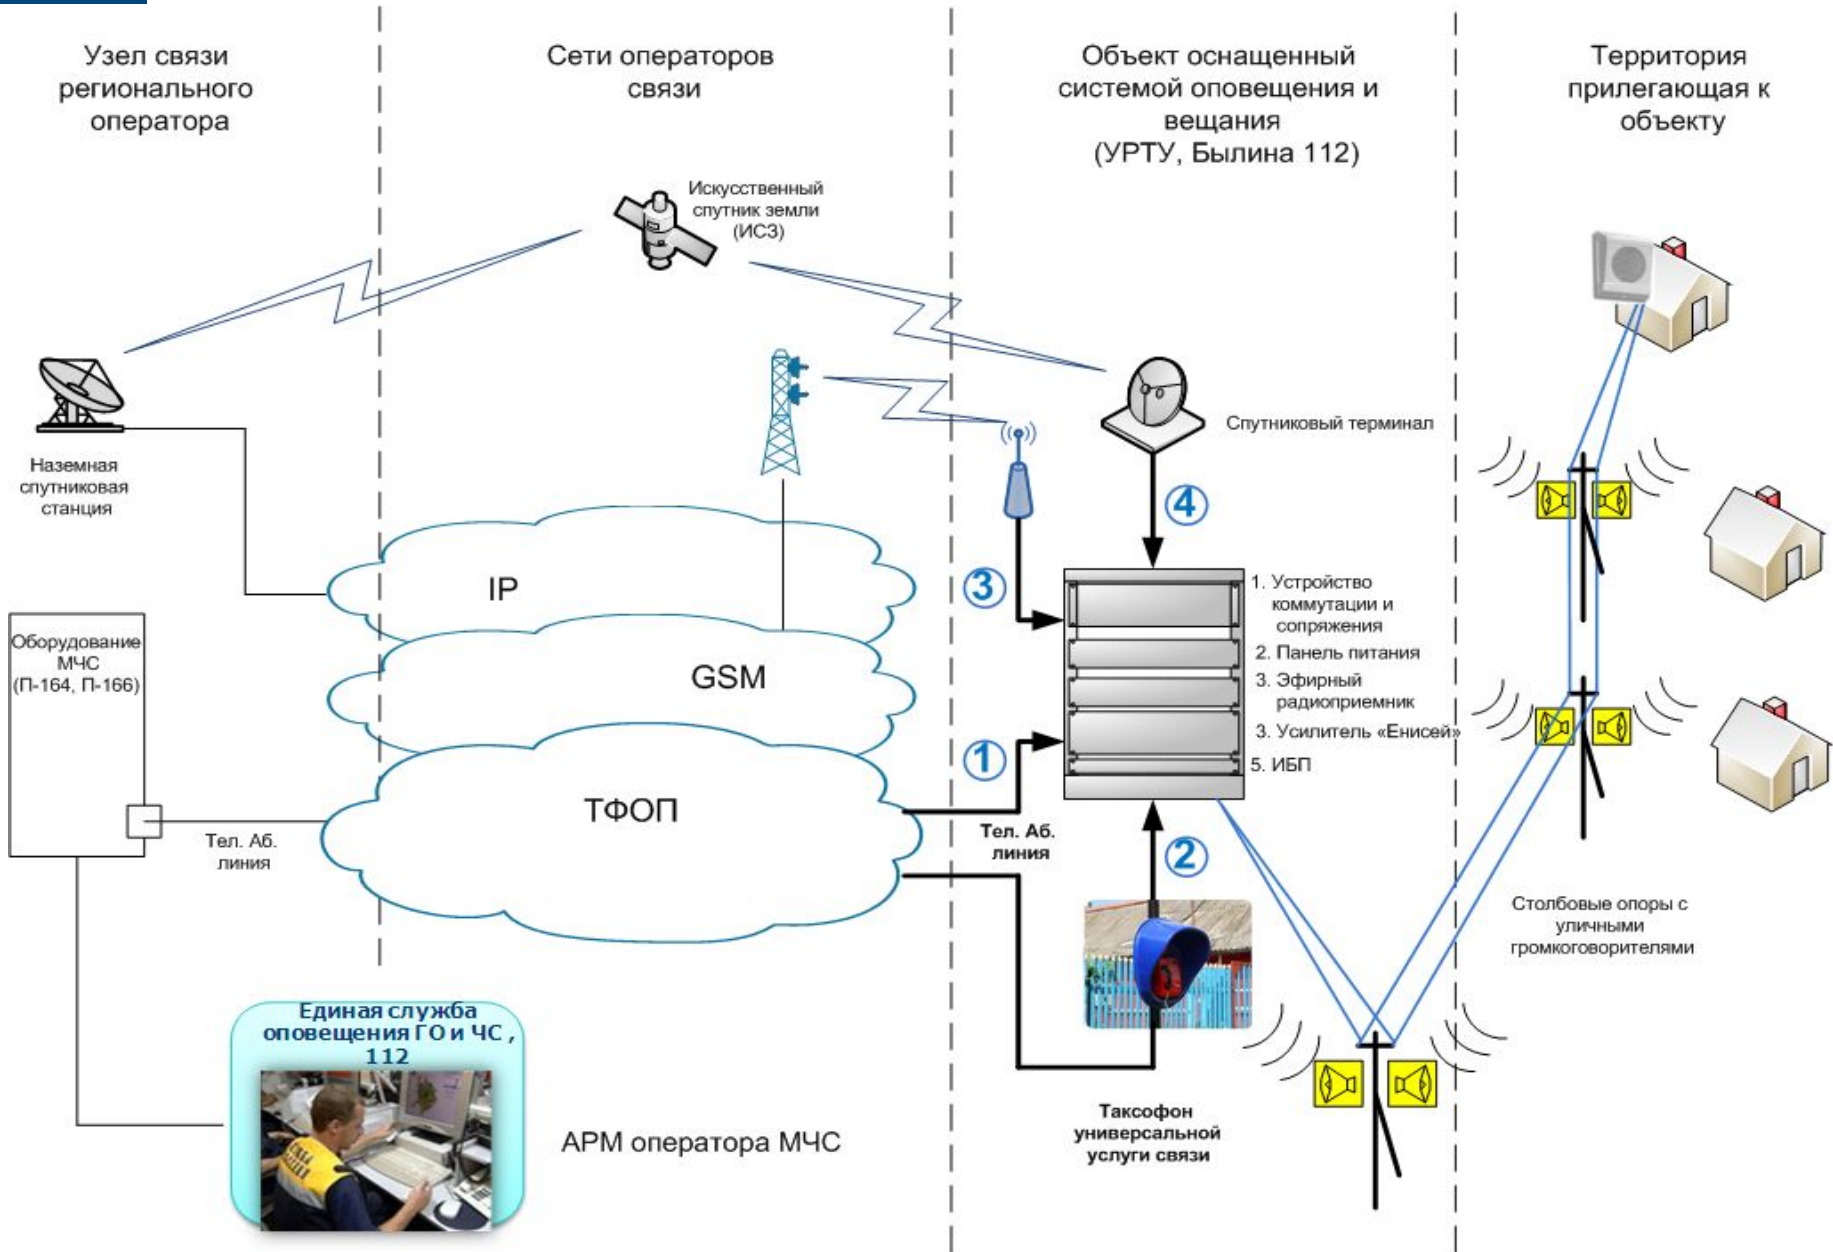 Узел связи
регионального
оператора
Сети операторов
связи
Объект оснащенный
системой оповещения и
вещания
(УРТУ, Былина 112)
Территория
прилегающая к
объекту
Искусственный
спутник земли
(ИСЗ)
Наземная
спутниковая
станция
Спутниковый терминал
4
3
IP
GSM
ТФОП
Оборудование
МЧС
(П-164, П-166)
Тел. Аб.
линия
1
Тел. Аб.
линия
2
1. Устройство
коммутации и
сопряжения
2. Панель питания
3. Эфирный
радиоприемник
3. Усилитель «Енисей»
5. ИБП
Столбовые опоры с
уличными
громкоговорителями
Единая служба
оповещения ГО и ЧС ,
112
АРМ оператора МЧС
Таксофон
универсальной
услуги связи